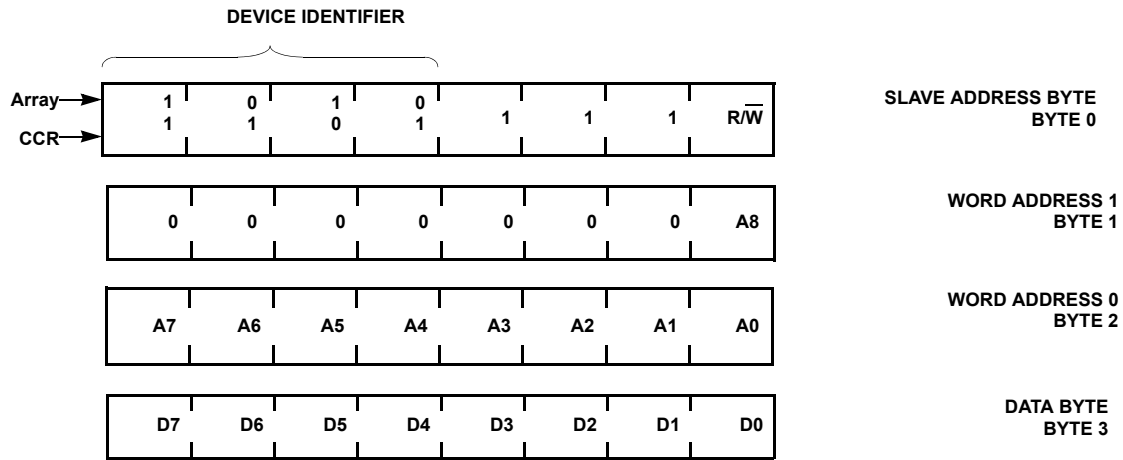 DEVICE IDENTIFIER
Array
CCR
1 0 1 0
1 1 0 1
1 1 1 R/W̅
SLAVE ADDRESS BYTE
BYTE 0
0 0 0 0 0 0 0 A8
WORD ADDRESS 1
BYTE 1
A7 A6 A5 A4 A3 A2 A1 A0
WORD ADDRESS 0
BYTE 2
D7 D6 D5 D4 D3 D2 D1 D0
DATA BYTE
BYTE 3